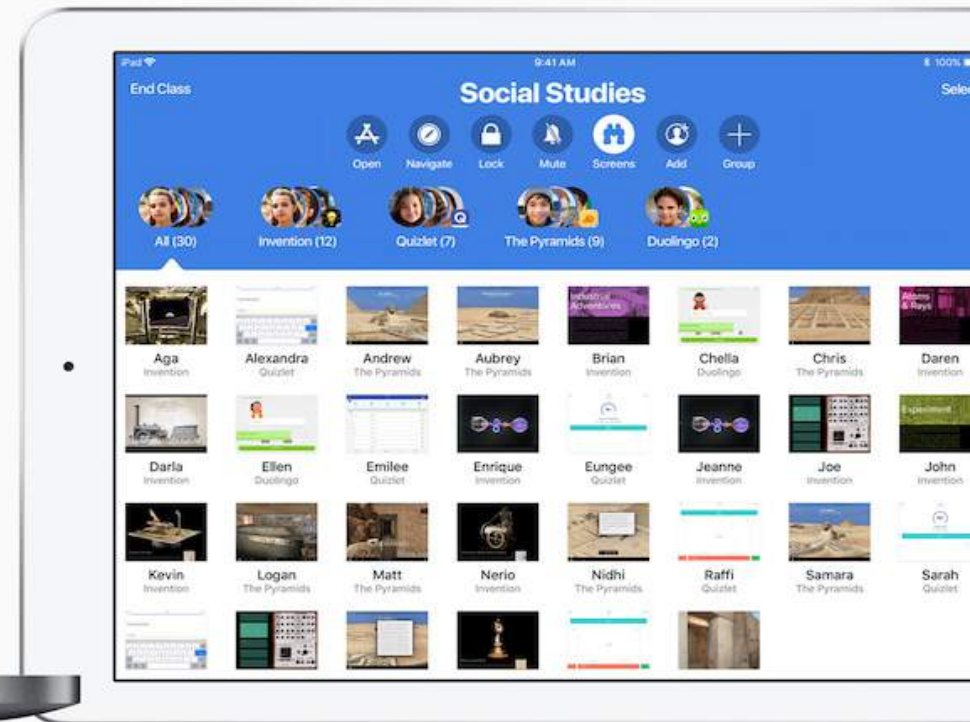 iPad 9:41 AM 100%
End Class Social Studies Selec
Open Navigate Lock Mute Screens Add Group
All (30) Invention (12) Quizlet (7) The Pyramids (9) Duolingo (2)
Industrial
Adventures
Atoms
& Rays
Aga Alexandra Andrew Aubrey Brian Chella Chris Daren
Invention Quizlet The Pyramids The Pyramids Invention Duolingo The Pyramids Invention
Experiment
Darla Ellen Emilee Enrique Eungee Jeanne Joe John
Invention Duolingo Quizlet Invention Quizlet Invention Invention Invention
Kevin Logan Matt Nerio Nidhi Raffi Samara Sarah
Invention The Pyramids The Pyramids Invention The Pyramids Quizlet The Pyramids Quizlet